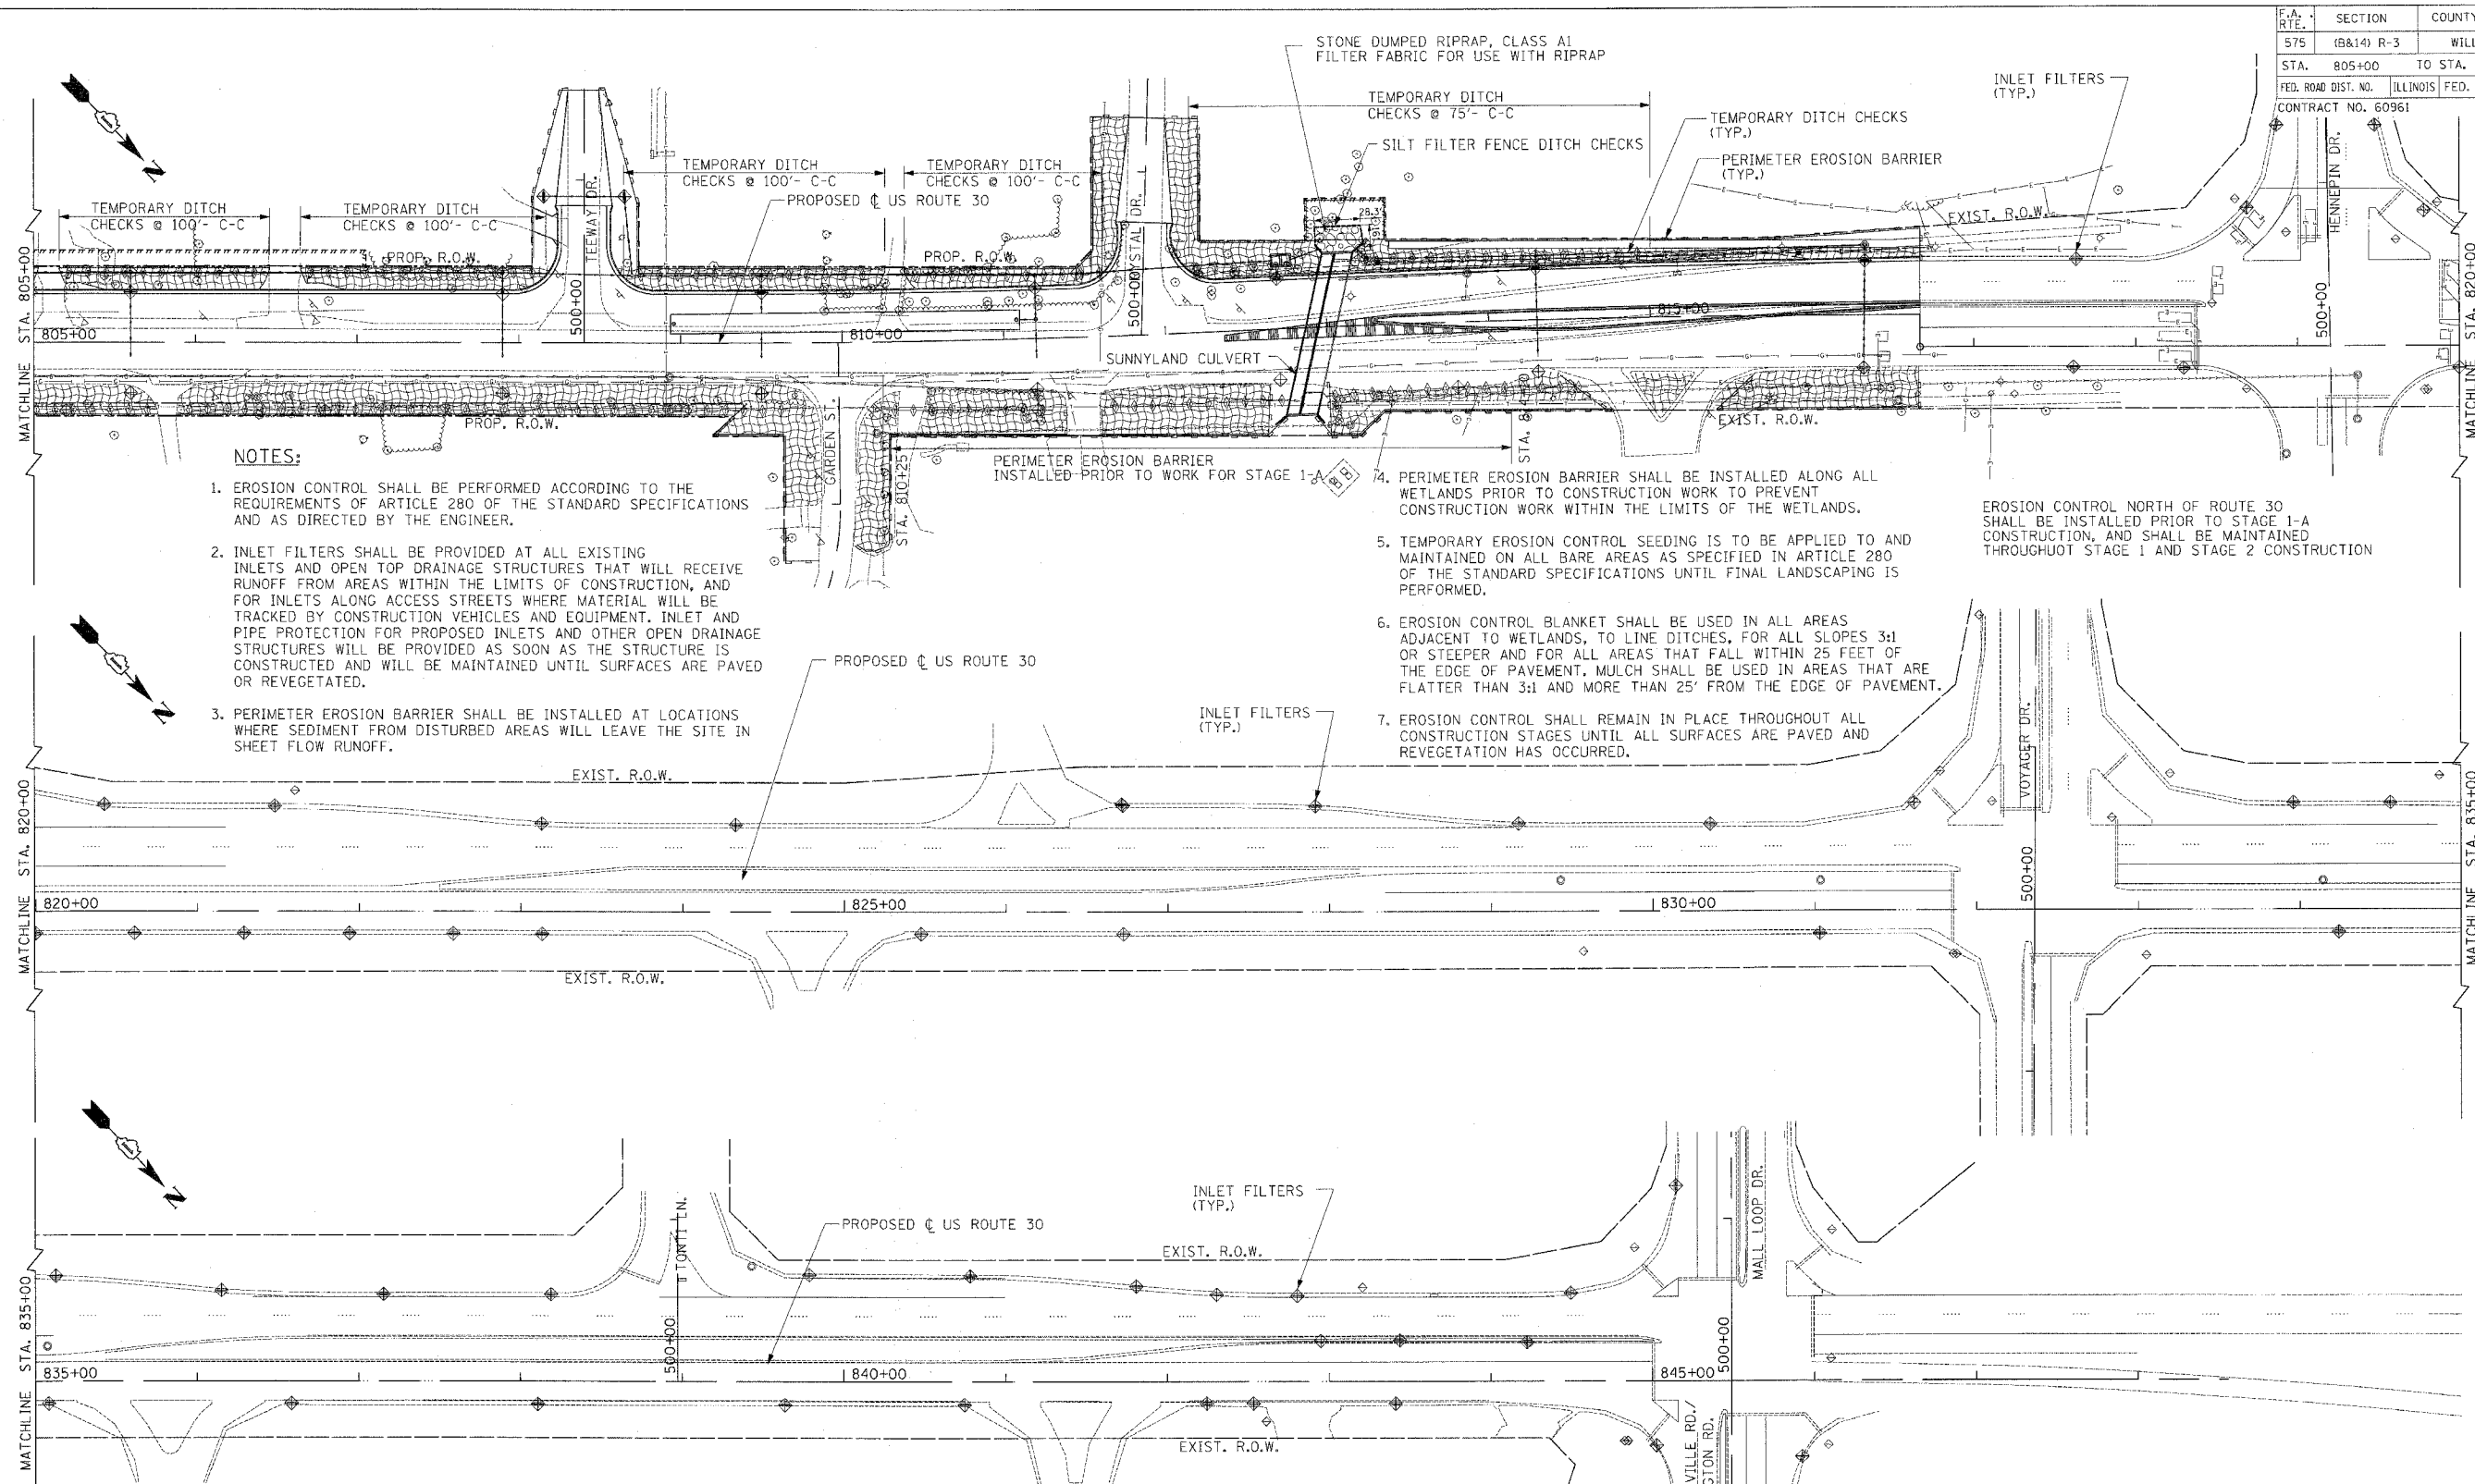 F.A. RTE. SECTION COUNTY
575 (B&14) R-3 WILL
STA. 805+00 TO STA.
FED. ROAD DIST. NO. ILLINOIS FED.
CONTRACT NO. 60961
STONE DUMPED RIPRAP, CLASS A1
FILTER FABRIC FOR USE WITH RIPRAP
INLET FILTERS
(TYP.)
TEMPORARY DITCH
CHECKS @ 75'- C-C
TEMPORARY DITCH CHECKS
(TYP.)
SILT FILTER FENCE DITCH CHECKS
PERIMETER EROSION BARRIER
(TYP.)
TEMPORARY DITCH
CHECKS @ 100'- C-C
TEMPORARY DITCH
CHECKS @ 100'- C-C
TEMPORARY DITCH
CHECKS @ 100'- C-C
TEMPORARY DITCH
CHECKS @ 100'- C-C
PROPOSED ℄ US ROUTE 30
N
TEEWAY DR.
HENNEPIN DR.
28.3'
EXIST. R.O.W.
PROP. R.O.W.
PROP. R.O.W.
MATCHLINE STA. 805+00
MATCHLINE STA. 820+00
805+00
500+00
810+00
500+00
815+00
500+00
SUNNYLAND CULVERT
PROP. R.O.W.
EXIST. R.O.W.
GARDEN ST.
STA. 810+25
PERIMETER EROSION BARRIER
INSTALLED PRIOR TO WORK FOR STAGE 1-A
NOTES:
1. EROSION CONTROL SHALL BE PERFORMED ACCORDING TO THE
REQUIREMENTS OF ARTICLE 280 OF THE STANDARD SPECIFICATIONS
AND AS DIRECTED BY THE ENGINEER.
2. INLET FILTERS SHALL BE PROVIDED AT ALL EXISTING
INLETS AND OPEN TOP DRAINAGE STRUCTURES THAT WILL RECEIVE
RUNOFF FROM AREAS WITHIN THE LIMITS OF CONSTRUCTION, AND
FOR INLETS ALONG ACCESS STREETS WHERE MATERIAL WILL BE
TRACKED BY CONSTRUCTION VEHICLES AND EQUIPMENT. INLET AND
PIPE PROTECTION FOR PROPOSED INLETS AND OTHER OPEN DRAINAGE
STRUCTURES WILL BE PROVIDED AS SOON AS THE STRUCTURE IS
CONSTRUCTED AND WILL BE MAINTAINED UNTIL SURFACES ARE PAVED
OR REVEGETATED.
3. PERIMETER EROSION BARRIER SHALL BE INSTALLED AT LOCATIONS
WHERE SEDIMENT FROM DISTURBED AREAS WILL LEAVE THE SITE IN
SHEET FLOW RUNOFF.
4. PERIMETER EROSION BARRIER SHALL BE INSTALLED ALONG ALL
WETLANDS PRIOR TO CONSTRUCTION WORK TO PREVENT
CONSTRUCTION WORK WITHIN THE LIMITS OF THE WETLANDS.
5. TEMPORARY EROSION CONTROL SEEDING IS TO BE APPLIED TO AND
MAINTAINED ON ALL BARE AREAS AS SPECIFIED IN ARTICLE 280
OF THE STANDARD SPECIFICATIONS UNTIL FINAL LANDSCAPING IS
PERFORMED.
6. EROSION CONTROL BLANKET SHALL BE USED IN ALL AREAS
ADJACENT TO WETLANDS, TO LINE DITCHES, FOR ALL SLOPES 3:1
OR STEEPER AND FOR ALL AREAS THAT FALL WITHIN 25 FEET OF
THE EDGE OF PAVEMENT. MULCH SHALL BE USED IN AREAS THAT ARE
FLATTER THAN 3:1 AND MORE THAN 25' FROM THE EDGE OF PAVEMENT.
7. EROSION CONTROL SHALL REMAIN IN PLACE THROUGHOUT ALL
CONSTRUCTION STAGES UNTIL ALL SURFACES ARE PAVED AND
REVEGETATION HAS OCCURRED.
EROSION CONTROL NORTH OF ROUTE 30
SHALL BE INSTALLED PRIOR TO STAGE 1-A
CONSTRUCTION, AND SHALL BE MAINTAINED
THROUGHUOT STAGE 1 AND STAGE 2 CONSTRUCTION
N
PROPOSED ℄ US ROUTE 30
INLET FILTERS
(TYP.)
EXIST. R.O.W.
VOYAGER DR.
MATCHLINE STA. 820+00
MATCHLINE STA. 835+00
820+00
825+00
830+00
500+00
EXIST. R.O.W.
N
INLET FILTERS
(TYP.)
PROPOSED ℄ US ROUTE 30
EXIST. R.O.W.
TONTI LN.
MALL LOOP DR.
MATCHLINE STA. 835+00
835+00
500+00
840+00
845+00
500+00
EXIST. R.O.W.
VILLE RD./
GTON RD.